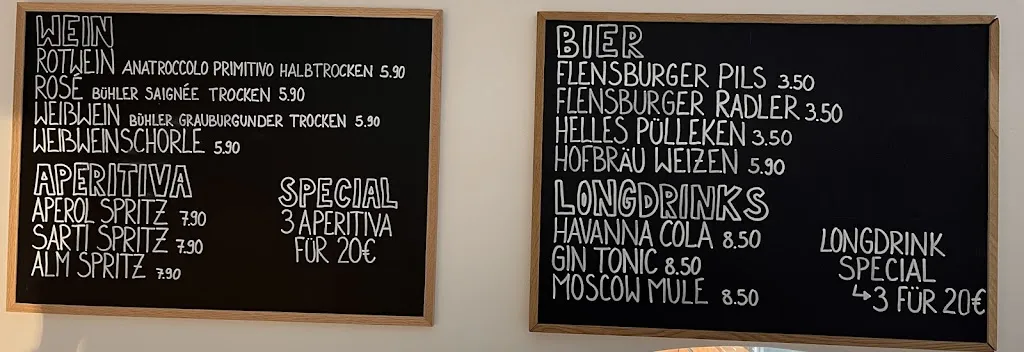 WEIN
ROTWEIN ANATROCCOLO PRIMITIVO HALBTROCKEN 5.90
ROSÉ BÜHLER SAIGNÉE TROCKEN 5.90
WEIßWEIN BÜHLER GRAUBURGUNDER TROCKEN 5.90
WEIßWEINSCHORLE 5.90
APERITIVA
APEROL SPRITZ 7.90
SARTI SPRITZ 7.90
ALM SPRITZ 7.90
SPECIAL
3 APERITIVA
FÜR 20€
BIER
FLENSBURGER PILS 3.50
FLENSBURGER RADLER 3.50
HELLES PÜLLEKEN 3.50
HOFBRÄU WEIZEN 5.90
LONGDRINKS
HAVANNA COLA 8.50
GIN TONIC 8.50
MOSCOW MULE 8.50
LONGDRINK
SPECIAL
↳3 FÜR 20€